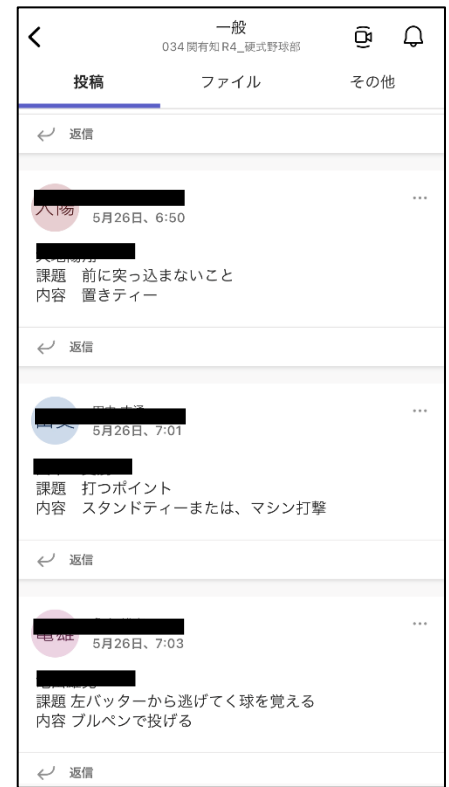 一般
034関有知R4_硬式野球部
投稿 ファイル その他
返信
5月26日、6:50
課題 前に突っ込まないこと
内容 置きティー
返信
5月26日、7:01
課題 打つポイント
内容 スタンドティーまたは、マシン打撃
返信
5月26日、7:03
課題 左バッターから逃げてく球を覚える
内容 ブルペンで投げる
返信